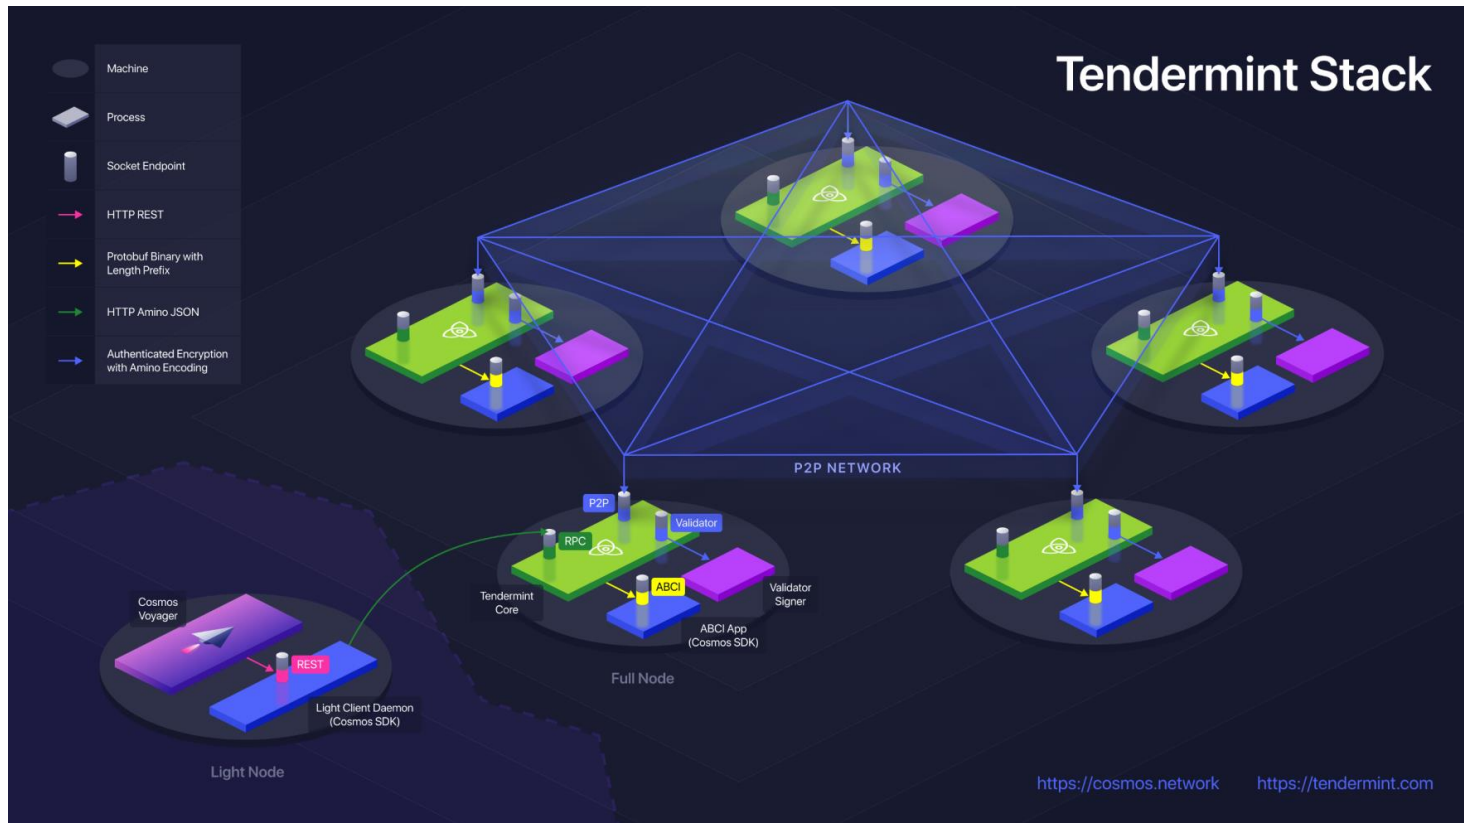 Tendermint Stack
Machine
Process
Socket Endpoint
HTTP REST
Protobuf Binary with
Length Prefix
HTTP Amino JSON
Authenticated Encryption
with Amino Encoding
P2P NETWORK
P2P
Validator
RPC
ABCI
Tendermint
Core
Validator
Signer
ABCI App
(Cosmos SDK)
Full Node
Cosmos
Voyager
REST
Light Client Daemon
(Cosmos SDK)
Light Node
https://cosmos.network
https://tendermint.com